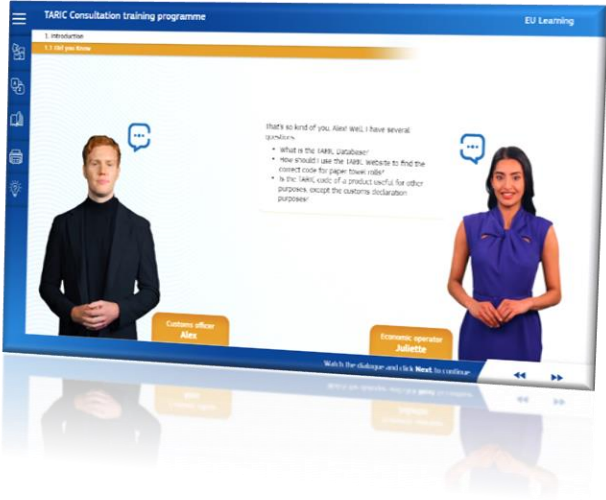 TARIC Consultation training programme
EU Learning
1. Introduction
1.1 Did you Know
That's so kind of you, Alex! Well, I have several
questions.
• What is the TARIC Database?
• How should I use the TARIC Website to find the
correct code for paper towel rolls?
• Is the TARIC code of a product useful for other
purposes, except the customs declaration
purposes?
Customs officer
Alex
Economic operator
Juliette
Watch the dialogue and click Next to continue